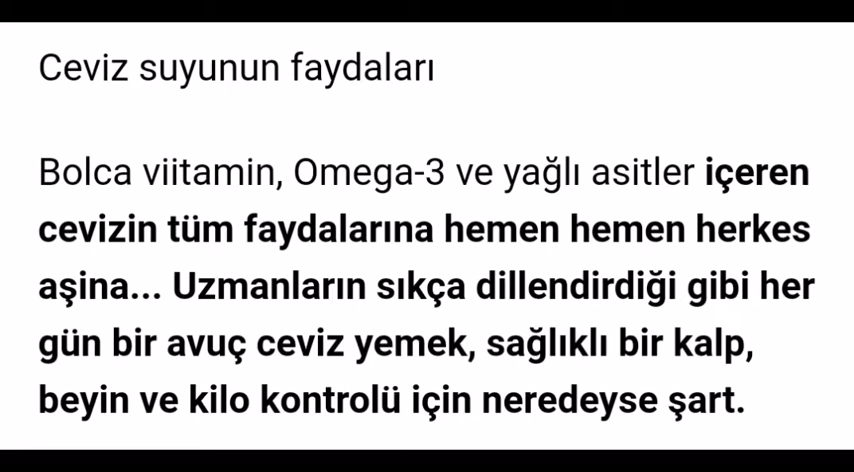 Ceviz suyunun faydaları
Bolca viitamin, Omega-3 ve yağlı asitler içeren
cevizin tüm faydalarına hemen hemen herkes
aşina... Uzmanların sıkça dillendirdiği gibi her
gün bir avuç ceviz yemek, sağlıklı bir kalp,
beyin ve kilo kontrolü için neredeyse şart.